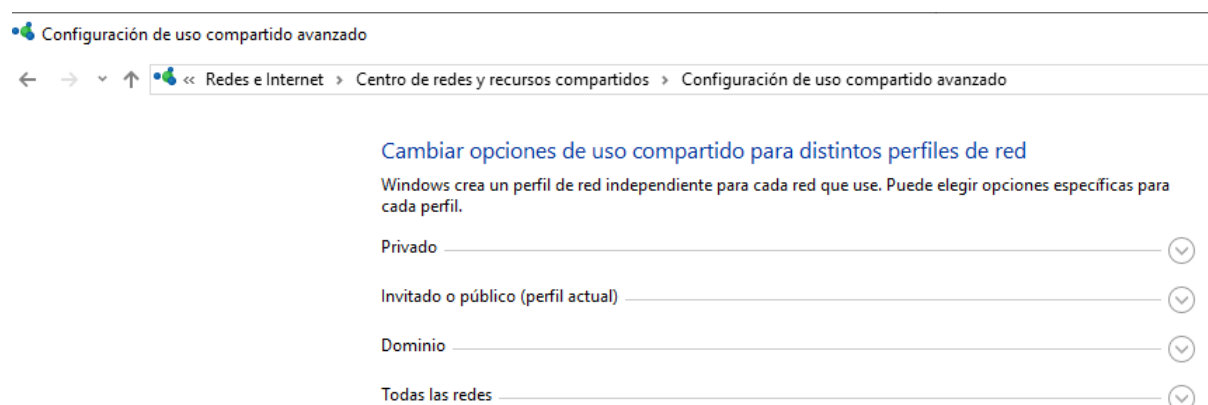 Configuración de uso compartido avanzado
« Redes e Internet > Centro de redes y recursos compartidos > Configuración de uso compartido avanzado
Cambiar opciones de uso compartido para distintos perfiles de red
Windows crea un perfil de red independiente para cada red que use. Puede elegir opciones específicas para
cada perfil.
Privado
Invitado o público (perfil actual)
Dominio
Todas las redes